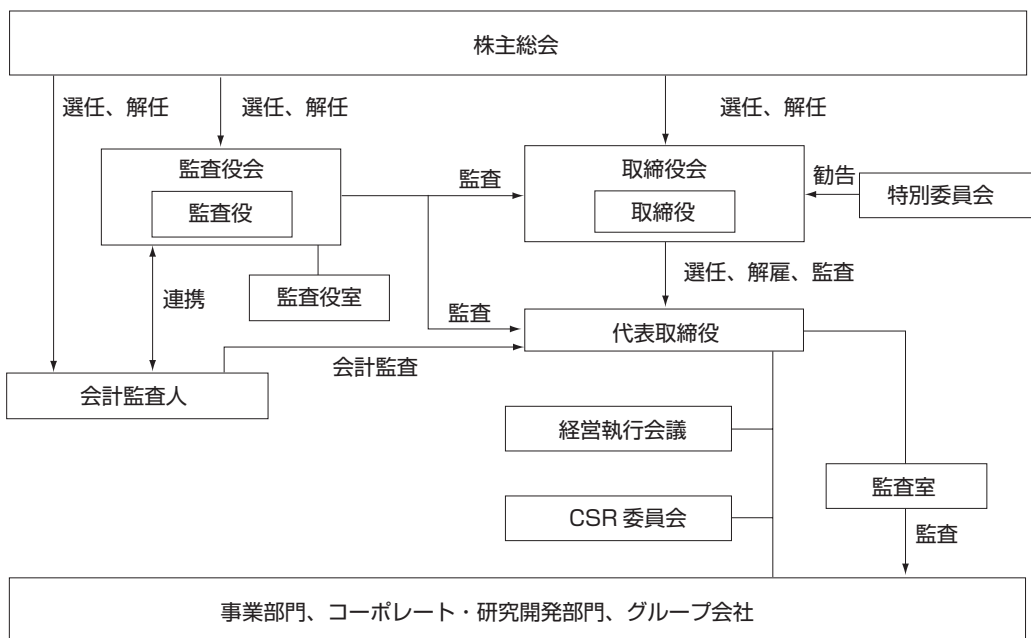 株主総会
選任、解任
選任、解任
選任、解任
監査役会
監査役
監査
取締役会
取締役
勧告
特別委員会
監査役室
連携
選任、解雇、監査
監査
代表取締役
会計監査
会計監査人
経営執行会議
監査室
CSR 委員会
監査
事業部門、コーポレート・研究開発部門、グループ会社